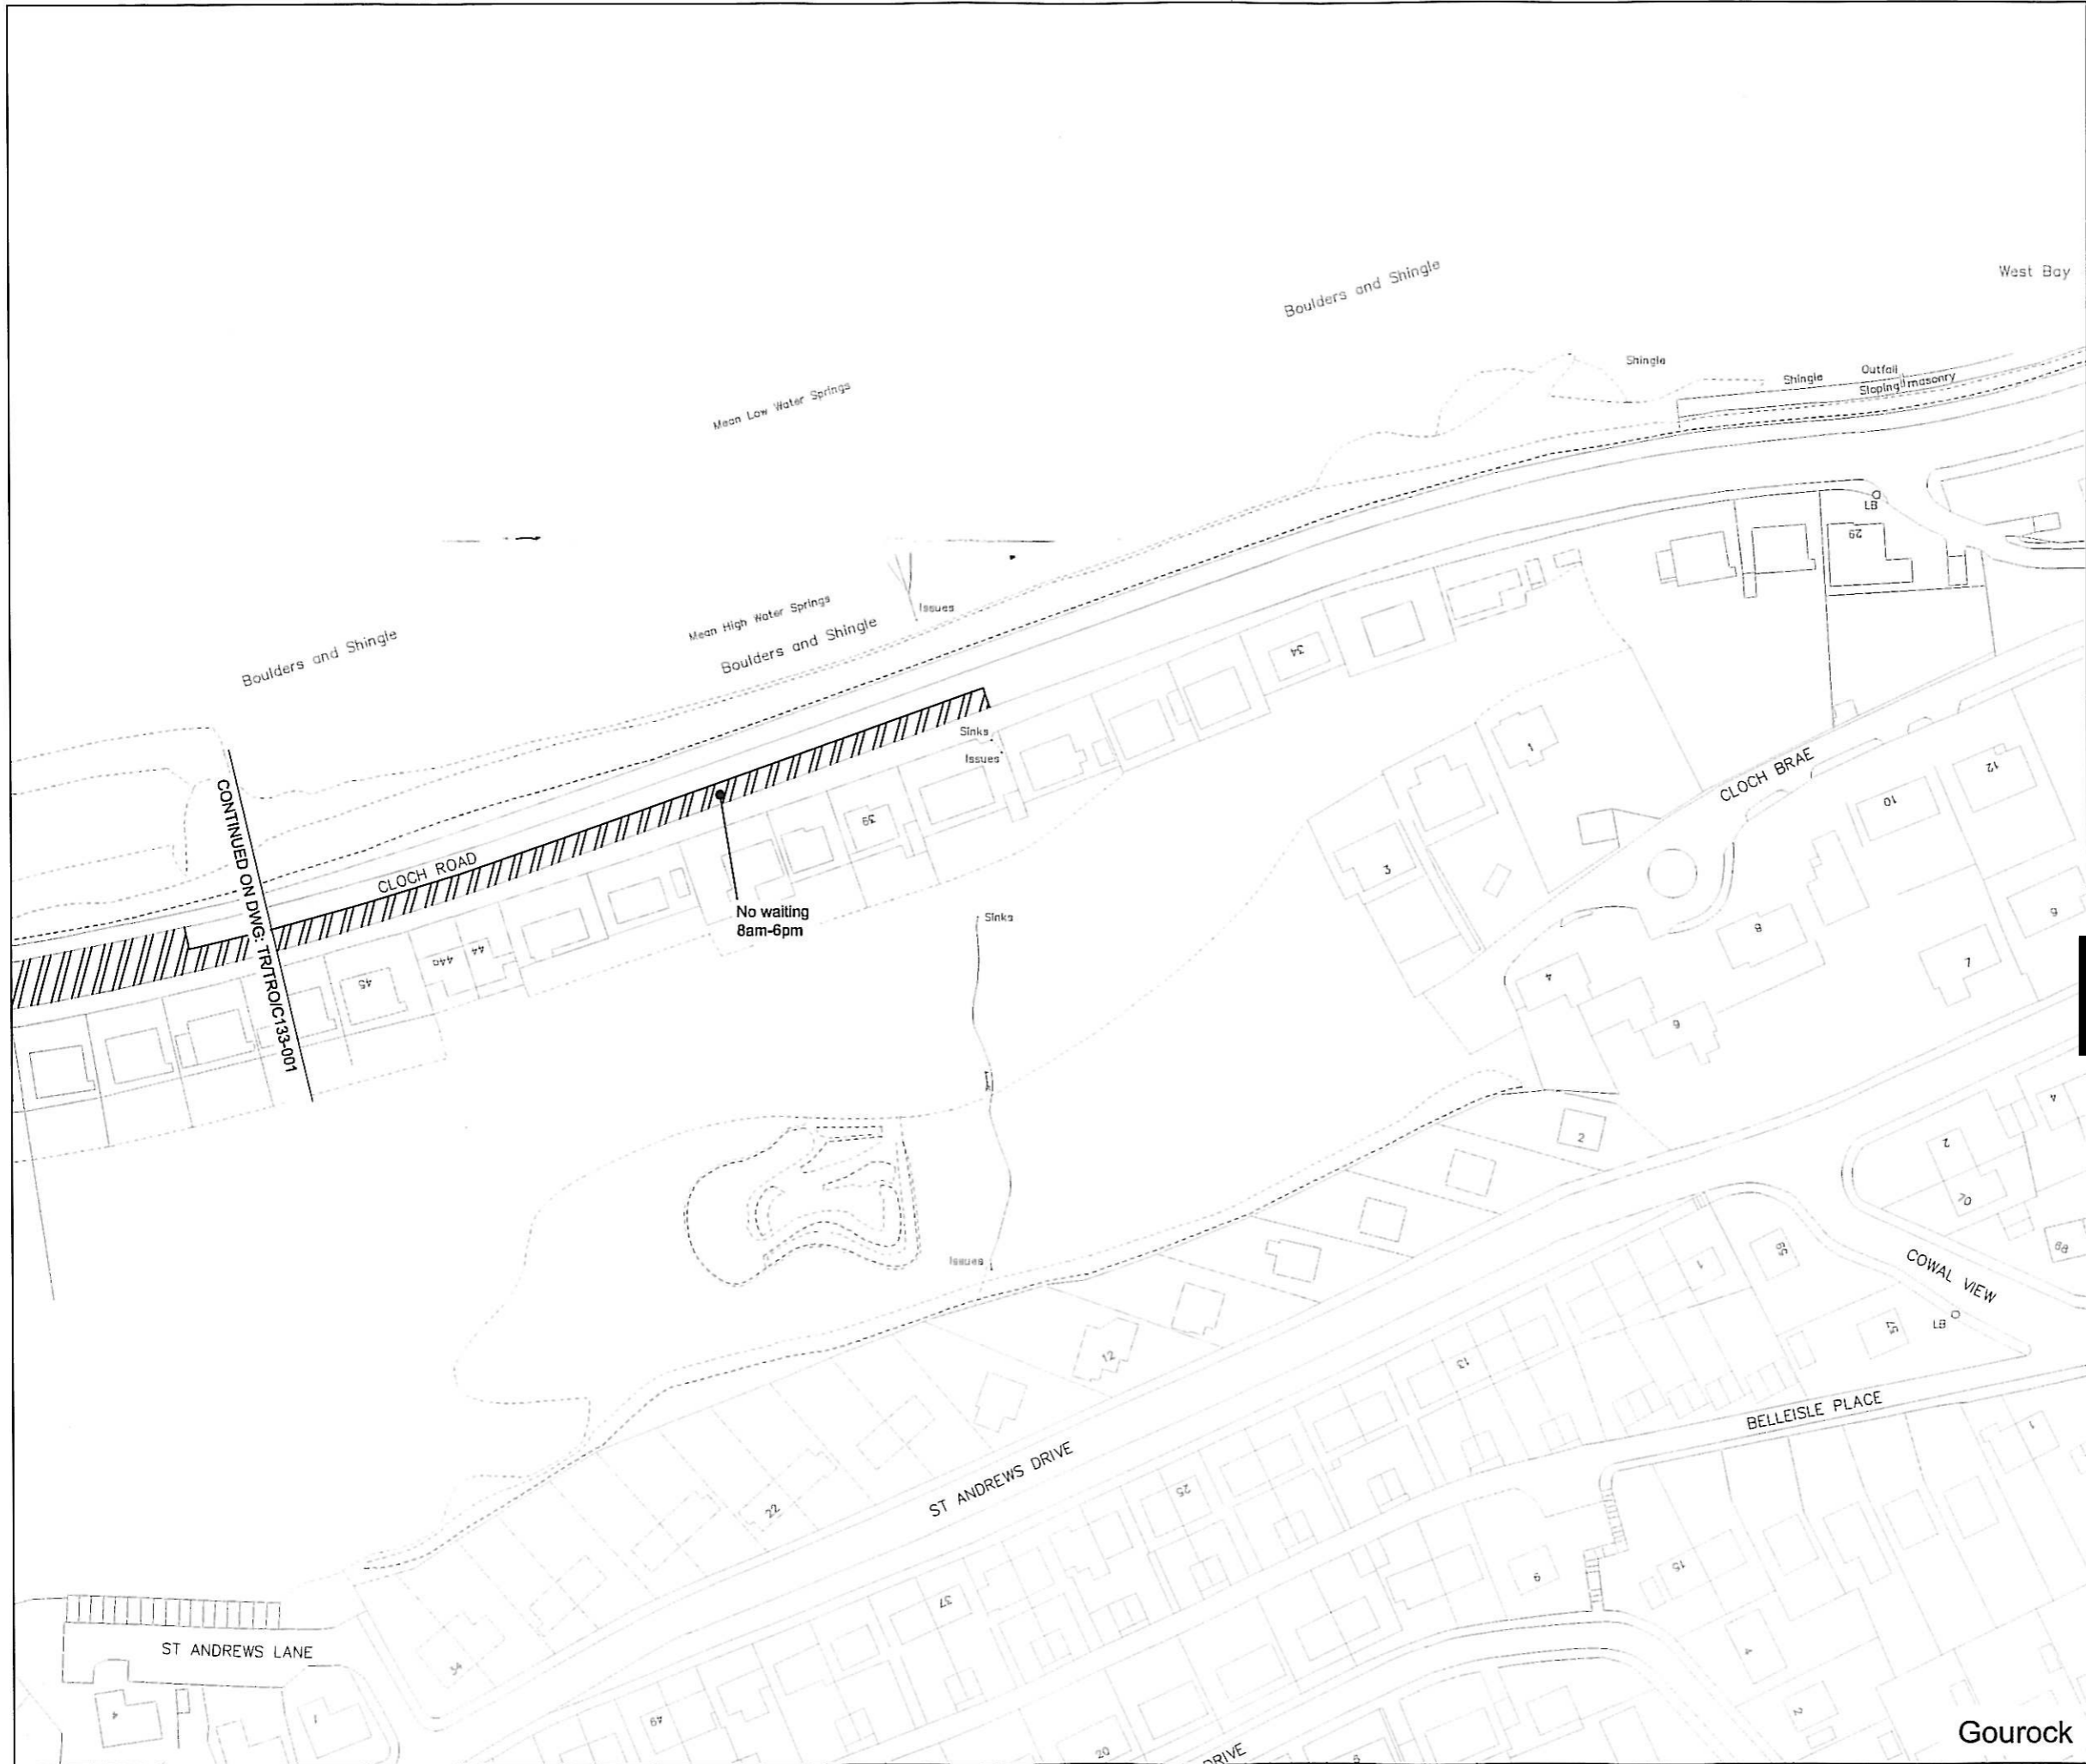 West Bay
Boulders and Shingle
Shingle
Outfall
Shingle
Sloping masonry
Mean Low Water Springs
LB
29
Mean High Water Springs
Issues
Boulders and Shingle
Boulders and Shingle
34
Sinks
Issues
1
CLOCH BRAE
12
10
39
3
CLOCH ROAD
CONTINUED ON DWG: TR/TRO/C133-001
No waiting
8am-6pm
Sinks
44
44a
45
8
4
6
7
9
2
4
2
70
68
59
1
COWAL VIEW
LB
57
Issues
12
13
BELLEISLE PLACE
1
ST ANDREWS DRIVE
22
25
9
15
37
ST ANDREWS LANE
34
4
1
49
20
DRIVE
4
2
Gourock